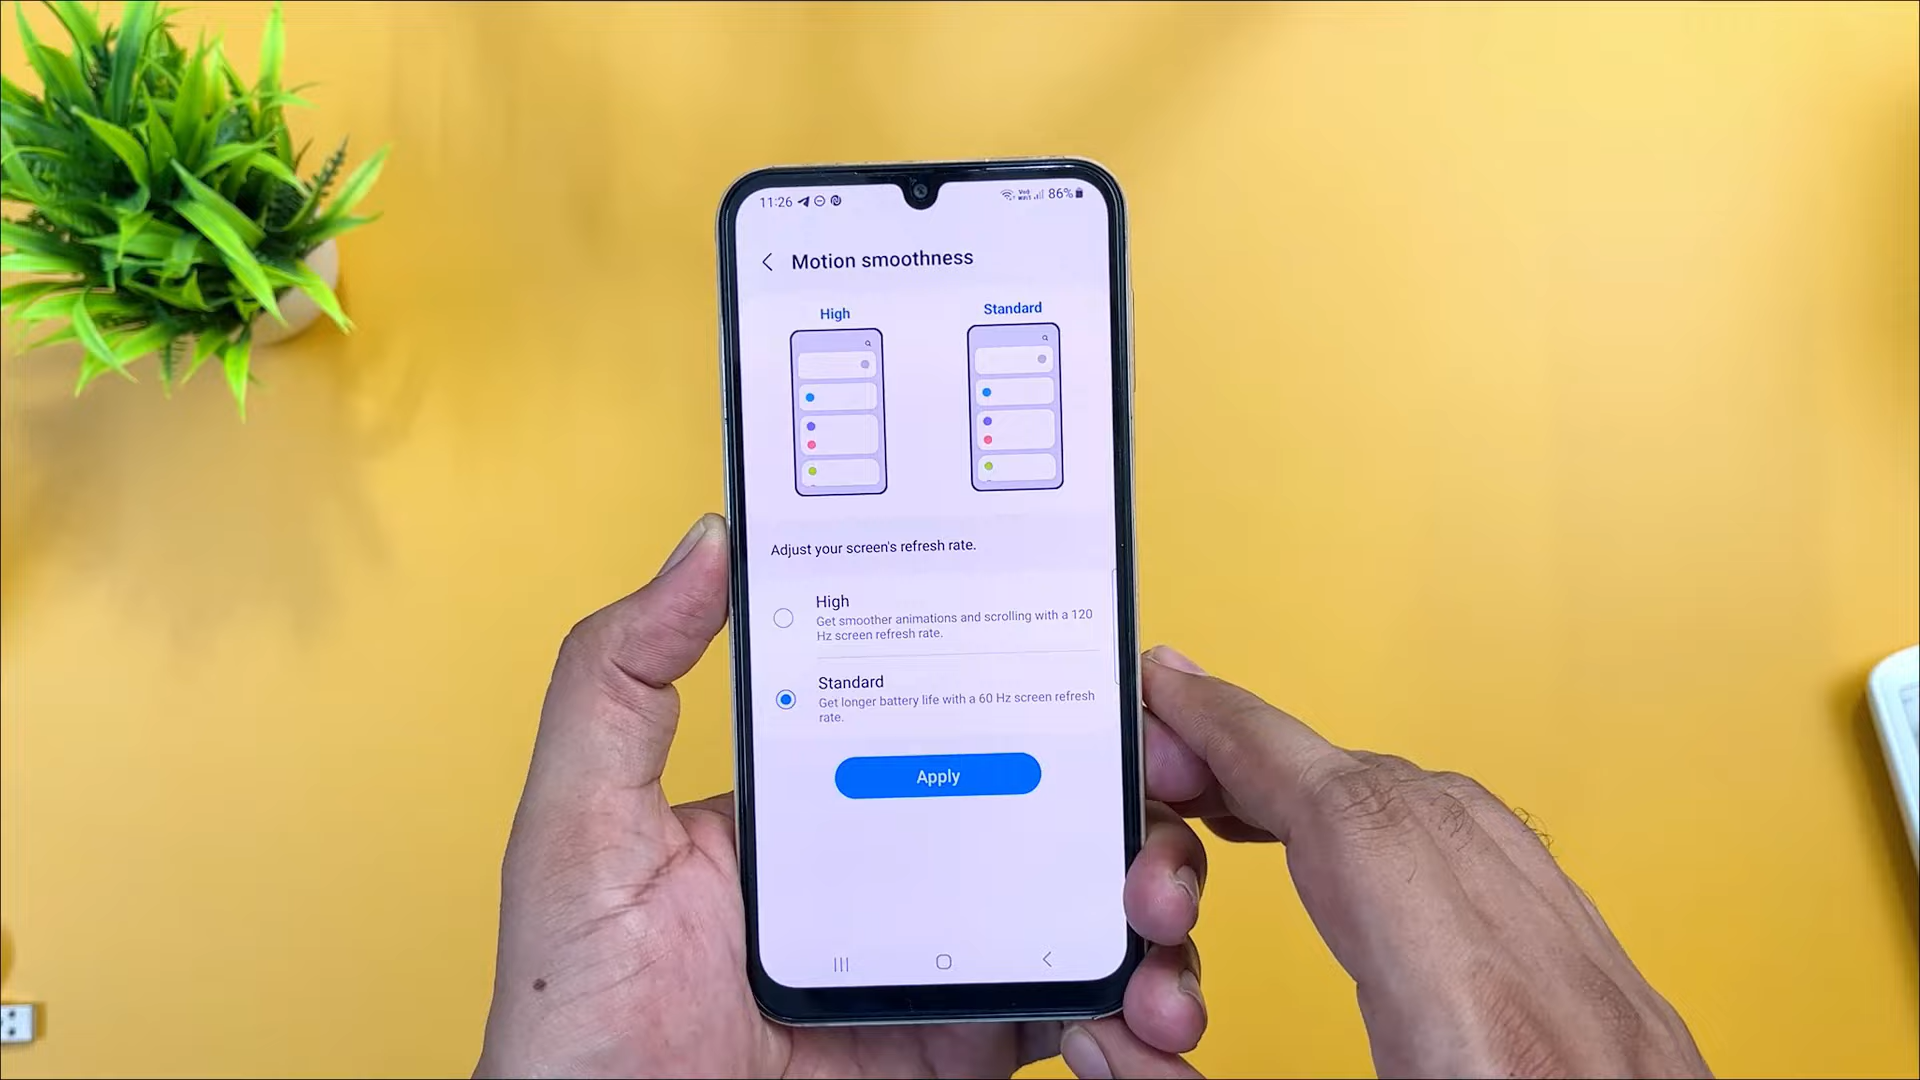 11:26 86%
Motion smoothness
High Standard
Adjust your screen's refresh rate.
High
Get smoother animations and scrolling with a 120
Hz screen refresh rate.
Standard
Get longer battery life with a 60 Hz screen refresh
rate.
Apply